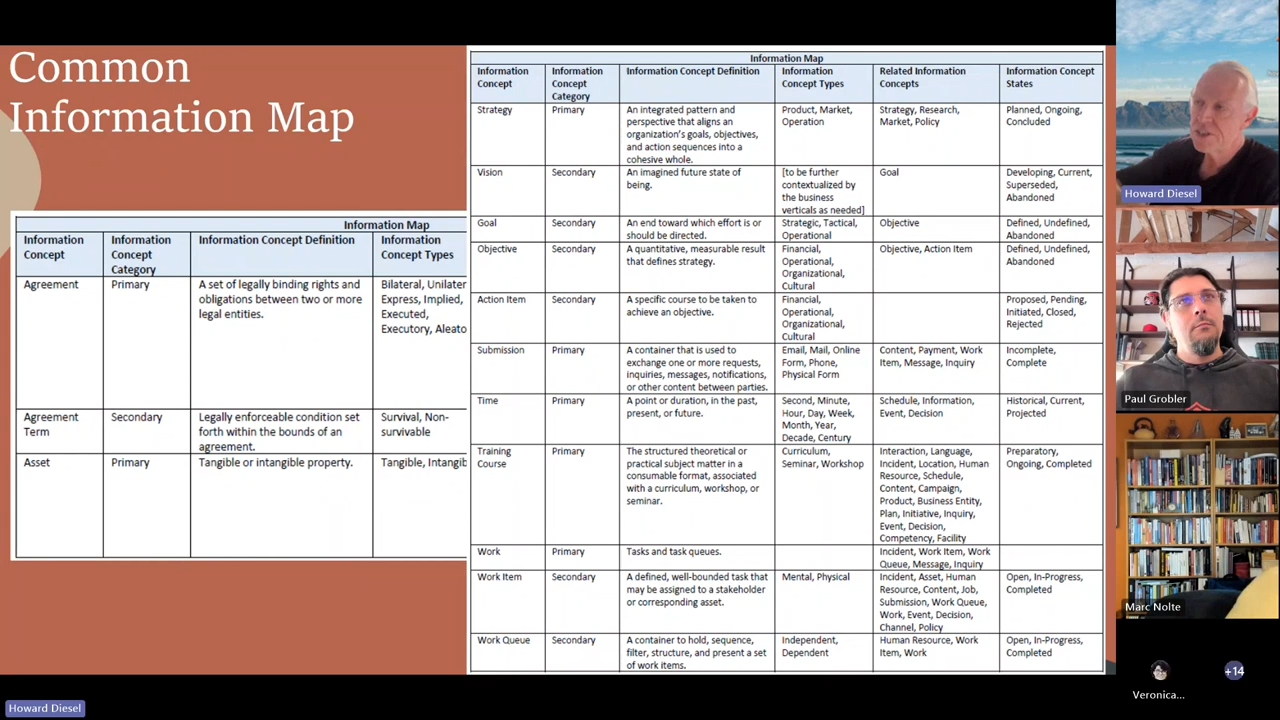 Common
Information Map
Information Map
Information
Concept
Information
Concept
Category
Information Concept Definition
Information
Concept Types
Agreement
Primary
A set of legally binding rights and
obligations between two or more
legal entities.
Bilateral, Unilater
Express, Implied,
Executed,
Executory, Aleato
Agreement
Term
Secondary
Legally enforceable condition set
forth within the bounds of an
agreement.
Survival, Non-
survivable
Asset
Primary
Tangible or intangible property.
Tangible, Intangib
Information Map
Information
Concept
Information
Concept
Category
Information Concept Definition
Information
Concept Types
Related Information
Concepts
Information Concept
States
Strategy
Primary
An integrated pattern and
perspective that aligns an
organization's goals, objectives,
and action sequences into a
cohesive whole.
Product, Market,
Operation
Strategy, Research,
Market, Policy
Planned, Ongoing,
Concluded
Vision
Secondary
An imagined future state of
being.
[to be further
contextualized by
the business
verticals as needed]
Goal
Developing, Current,
Superseded,
Abandoned
Goal
Secondary
An end toward which effort is or
should be directed.
Strategic, Tactical,
Operational
Objective
Defined, Undefined,
Abandoned
Objective
Secondary
A quantitative, measurable result
that defines strategy.
Financial,
Operational,
Organizational,
Cultural
Objective, Action Item
Defined, Undefined,
Abandoned
Action Item
Secondary
A specific course to be taken to
achieve an objective.
Financial,
Operational,
Organizational,
Cultural
Proposed, Pending,
Initiated, Closed,
Rejected
Submission
Primary
A container that is used to
exchange one or more requests,
inquiries, messages, notifications,
or other content between parties.
Email, Mail, Online
Form, Phone,
Physical Form
Content, Payment, Work
Item, Message, Inquiry
Incomplete,
Complete
Time
Primary
A point or duration, in the past,
present, or future.
Second, Minute,
Hour, Day, Week,
Month, Year,
Decade, Century
Schedule, Information,
Event, Decision
Historical, Current,
Projected
Training
Course
Primary
The structured theoretical or
practical subject matter in a
consumable format, associated
with a curriculum, workshop, or
seminar.
Curriculum,
Seminar, Workshop
Interaction, Language,
Incident, Location, Human
Resource, Schedule,
Content, Campaign,
Product, Business Entity,
Plan, Initiative, Inquiry,
Event, Decision,
Competency, Facility
Preparatory,
Ongoing, Completed
Work
Primary
Tasks and task queues.
Incident, Work Item, Work
Queue, Message, Inquiry
Work Item
Secondary
A defined, well-bounded task that
may be assigned to a stakeholder
or corresponding asset.
Mental, Physical
Incident, Asset, Human
Resource, Content, Job,
Submission, Work Queue,
Work, Event, Decision,
Channel, Policy
Open, In-Progress,
Completed
Work Queue
Secondary
A container to hold, sequence,
filter, structure, and present a set
of work items.
Independent,
Dependent
Human Resource, Work
Item, Work
Open, In-Progress,
Completed
Howard Diesel
Paul Grobler
Marc Nolte
Veronica...
+14
Howard Diesel